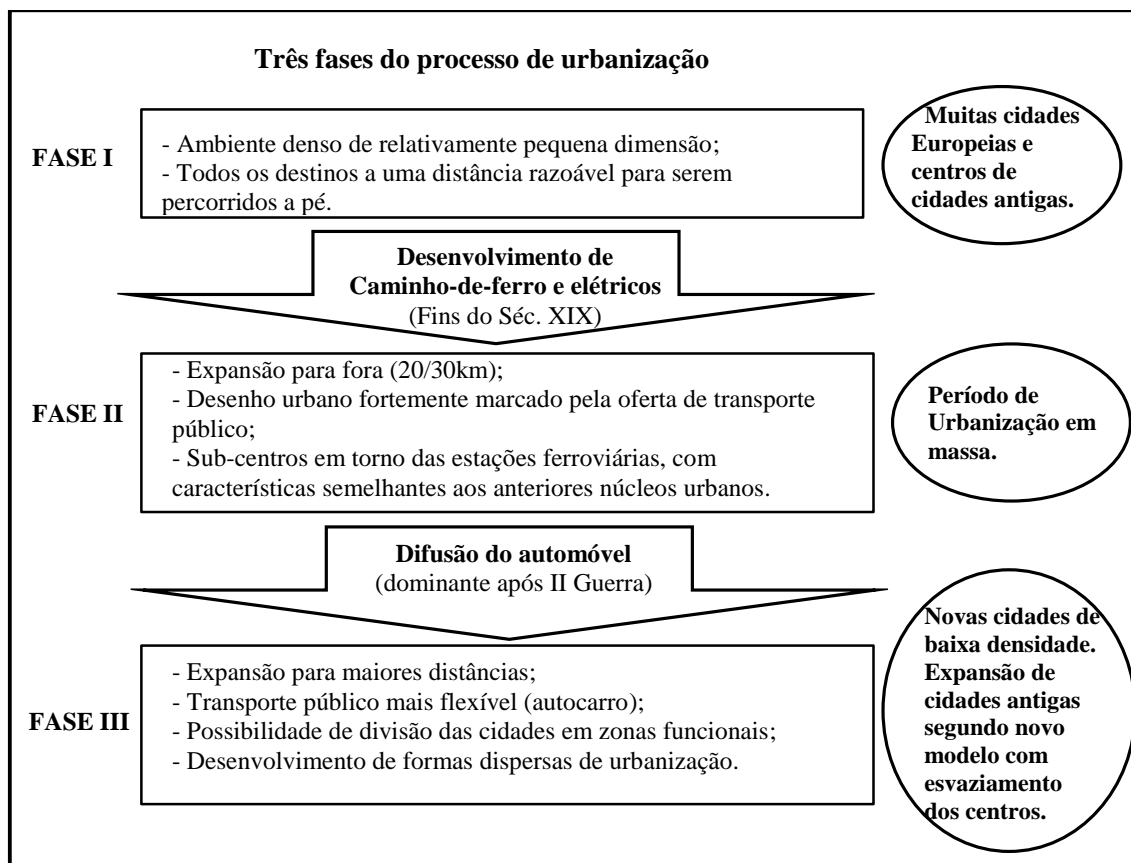 Três fases do processo de urbanização
FASE I
- Ambiente denso de relativamente pequena dimensão;
- Todos os destinos a uma distância razoável para serem
percorridos a pé.
Muitas cidades
Europeias e
centros de
cidades antigas.
Desenvolvimento de
Caminho-de-ferro e elétricos
(Fins do Séc. XIX)
FASE II
- Expansão para fora (20/30km);
- Desenho urbano fortemente marcado pela oferta de transporte
público;
- Sub-centros em torno das estações ferroviárias, com
características semelhantes aos anteriores núcleos urbanos.
Período de
Urbanização em
massa.
Difusão do automóvel
(dominante após II Guerra)
FASE III
- Expansão para maiores distâncias;
- Transporte público mais flexível (autocarro);
- Possibilidade de divisão das cidades em zonas funcionais;
- Desenvolvimento de formas dispersas de urbanização.
Novas cidades de
baixa densidade.
Expansão de
cidades antigas
segundo novo
modelo com
esvaziamento
dos centros.